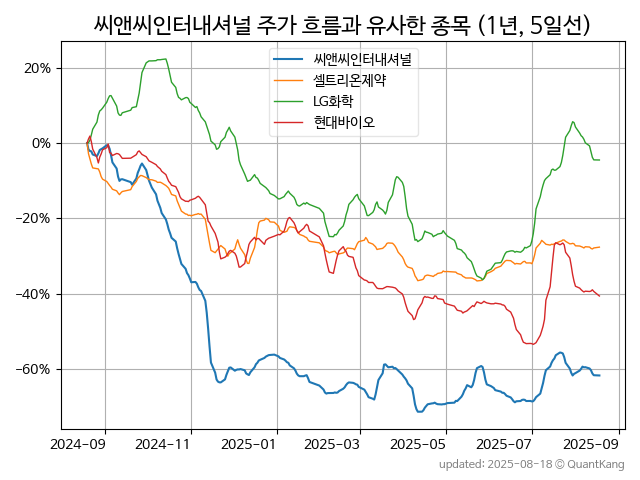 씨앤씨인터내셔널 주가 흐름과 유사한 종목 (1년, 5일선)
씨앤씨인터내셔널
셀트리온제약
LG화학
현대바이오
20%
0%
−20%
−40%
−60%
2024-09 2024-11 2025-01 2025-03 2025-05 2025-07 2025-09
updated: 2025-08-18 © QuantKang